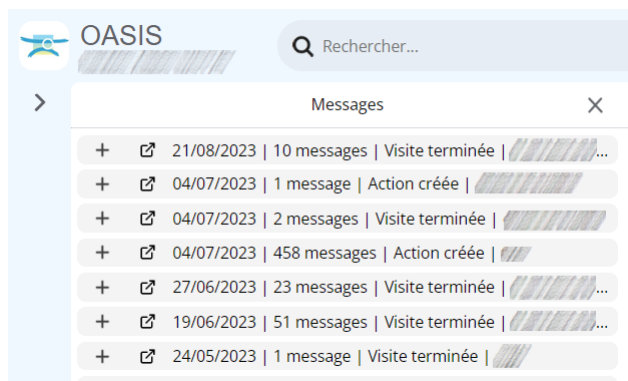 OASIS
Rechercher...
Messages
21/08/2023 | 10 messages | Visite terminée | ...
04/07/2023 | 1 message | Action créée |
04/07/2023 | 2 messages | Visite terminée |
04/07/2023 | 458 messages | Action créée |
27/06/2023 | 23 messages | Visite terminée | ...
19/06/2023 | 51 messages | Visite terminée | ...
24/05/2023 | 1 message | Visite terminée |